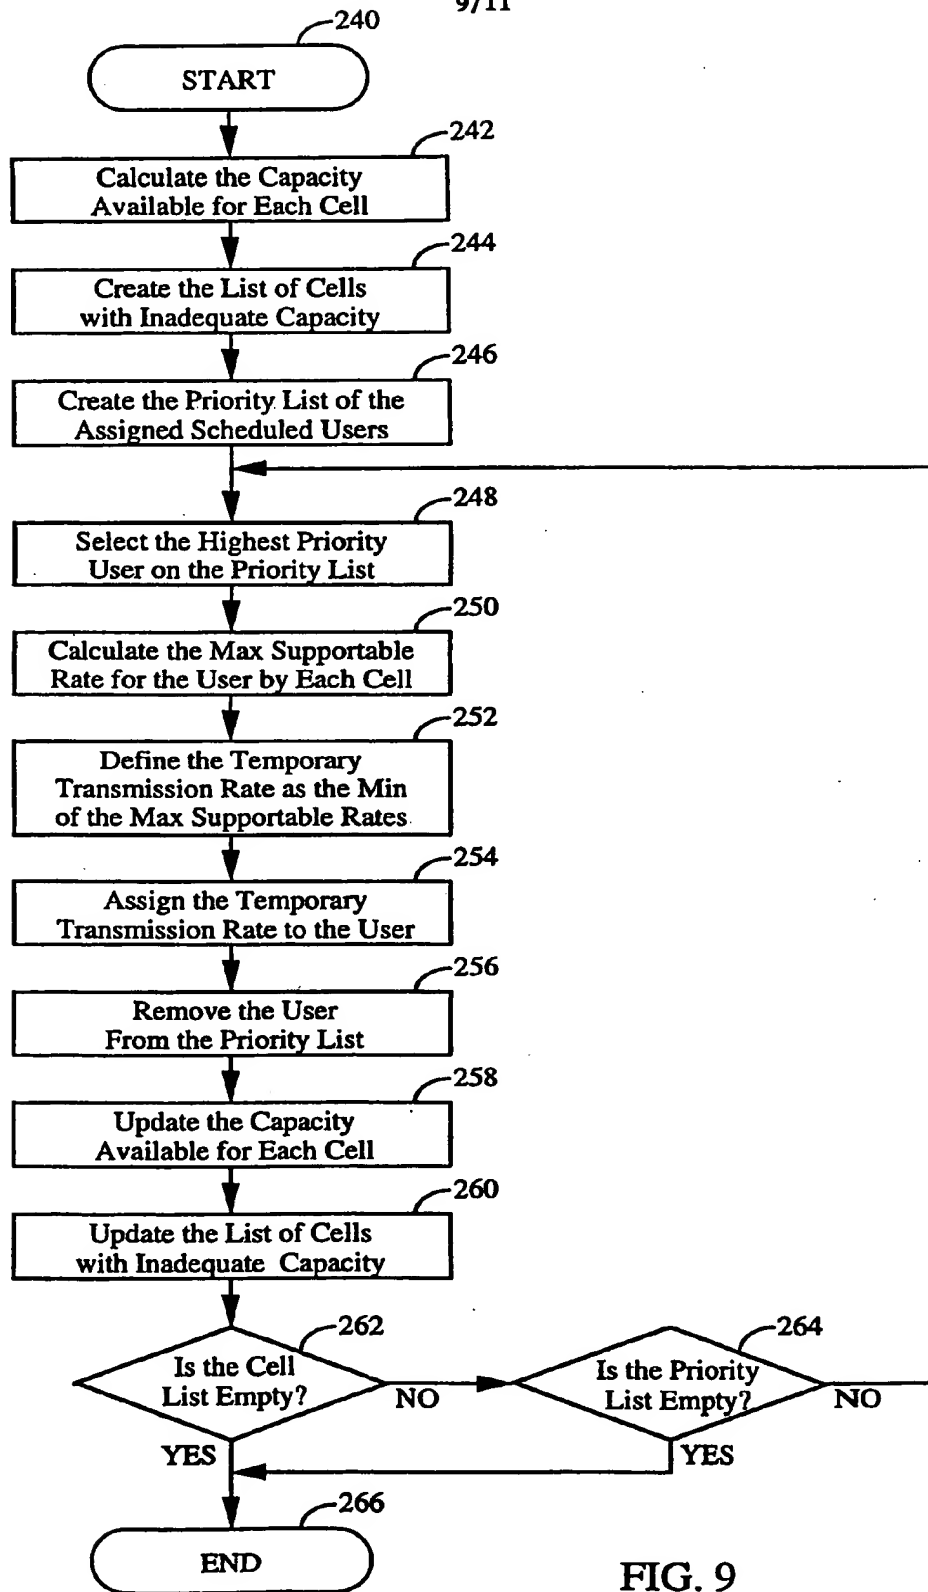 9/11
240
START
242
Calculate the Capacity
Available for Each Cell
244
Create the List of Cells
with Inadequate Capacity
246
Create the Priority List of the
Assigned Scheduled Users
248
Select the Highest Priority
User on the Priority List
250
Calculate the Max Supportable
Rate for the User by Each Cell
252
Define the Temporary
Transmission Rate as the Min
of the Max Supportable Rates
254
Assign the Temporary
Transmission Rate to the User
256
Remove the User
From the Priority List
258
Update the Capacity
Available for Each Cell
260
Update the List of Cells
with Inadequate Capacity
262
Is the Cell
List Empty?
NO
YES
264
Is the Priority
List Empty?
NO
YES
266
END
FIG. 9